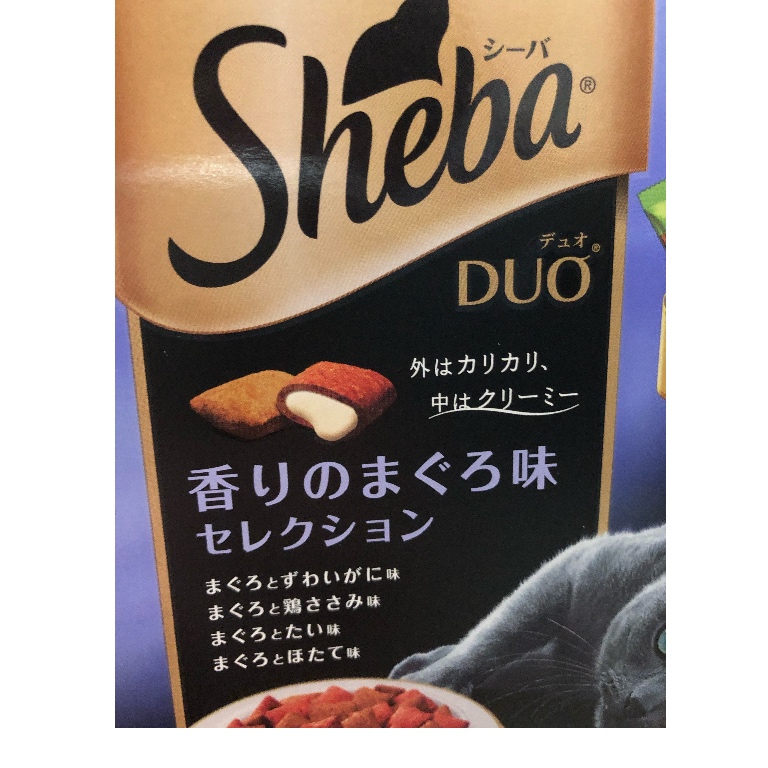 シーバ
Sheba®
デュオ
DUO®
外はカリカリ、
中はクリーミー
香りのまぐろ味
セレクション
まぐろとずわいがに味
まぐろと鶏ささみ味
まぐろとたい味
まぐろとほたて味